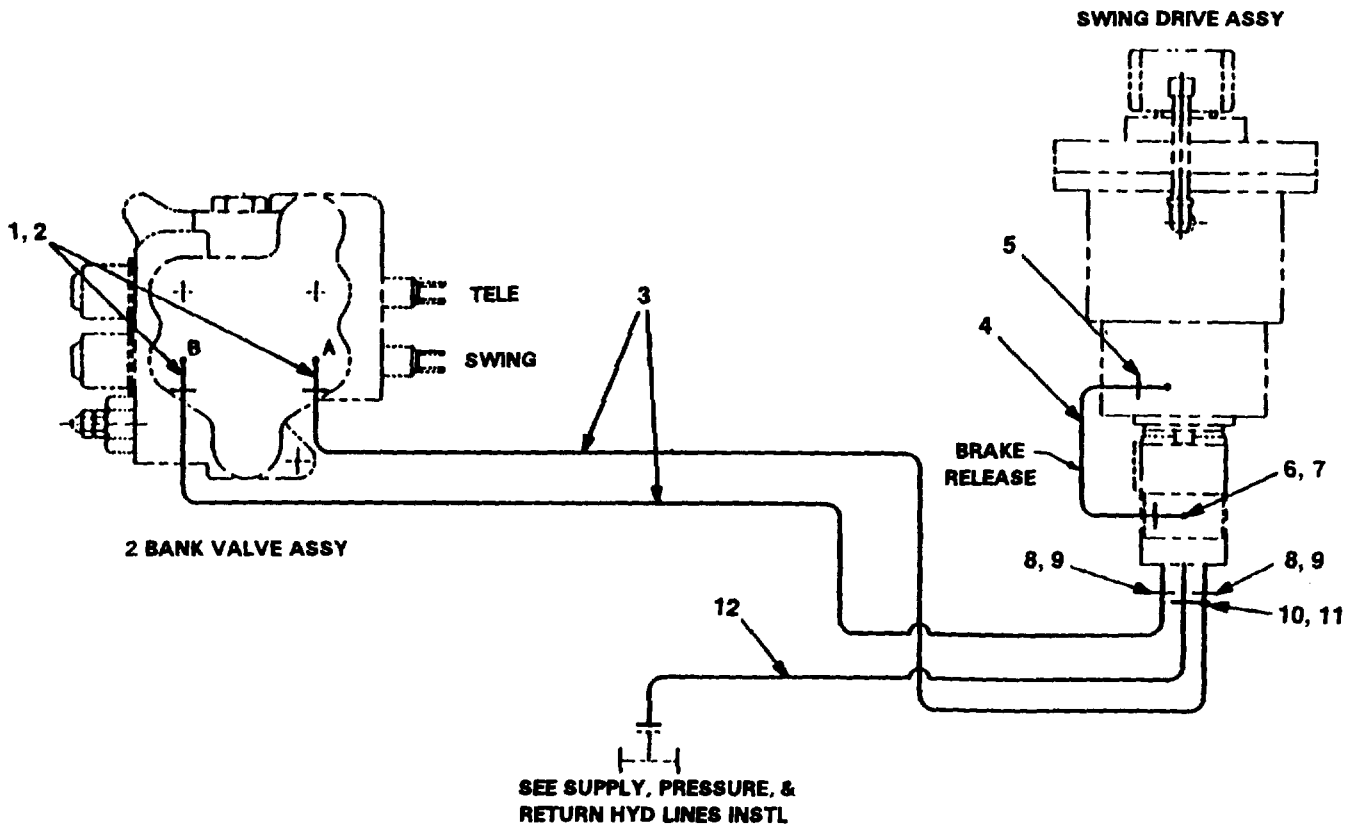 SWING DRIVE ASSY
1, 2
TELE
3
5
4
B
A
SWING
BRAKE
RELEASE
6, 7
2 BANK VALVE ASSY
8, 9
8, 9
12
10, 11
SEE SUPPLY, PRESSURE, &
RETURN HYD LINES INSTL